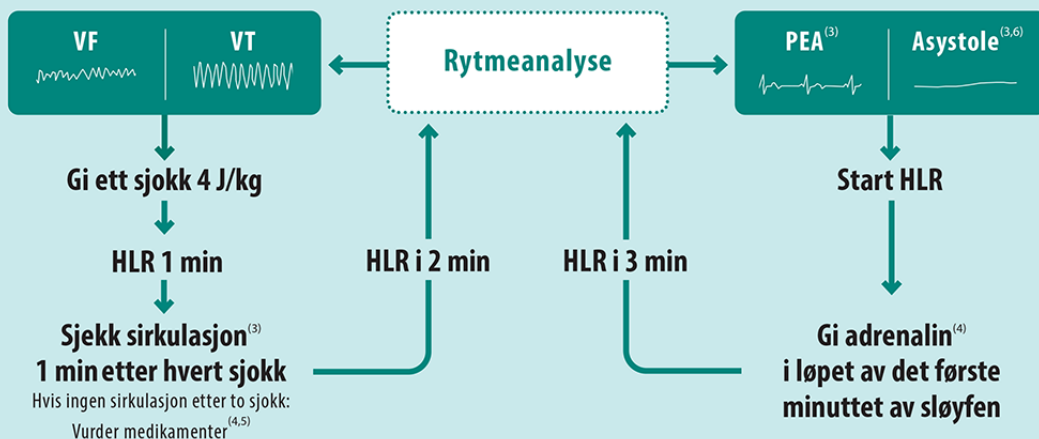 VF
VT
Rytmeanalyse
PEA(3)
Asystole(3,6)
Gi ett sjokk 4 J/kg
HLR 1 min
Sjekk sirkulasjon(3)
1 min etter hvert sjokk
Hvis ingen sirkulasjon etter to sjokk:
Vurder medikamenter(4,5)
HLR i 2 min
HLR i 3 min
Start HLR
Gi adrenalin(4)
i løpet av det første
minuttet av sløyfen